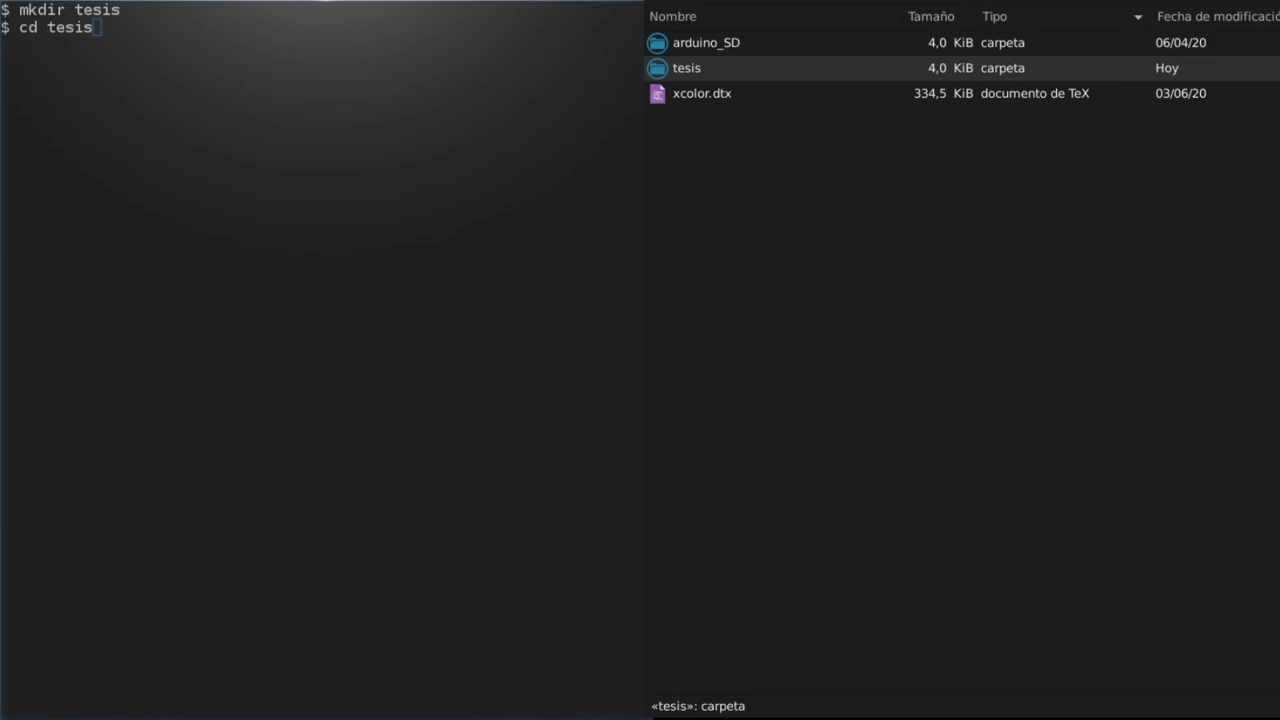 $ mkdir tesis
$ cd tesis
Nombre Tamaño Tipo Fecha de modificació
arduino_SD 4,0 KiB carpeta 06/04/20
tesis 4,0 KiB carpeta Hoy
xcolor.dtx 334,5 KiB documento de TeX 03/06/20
«tesis»: carpeta